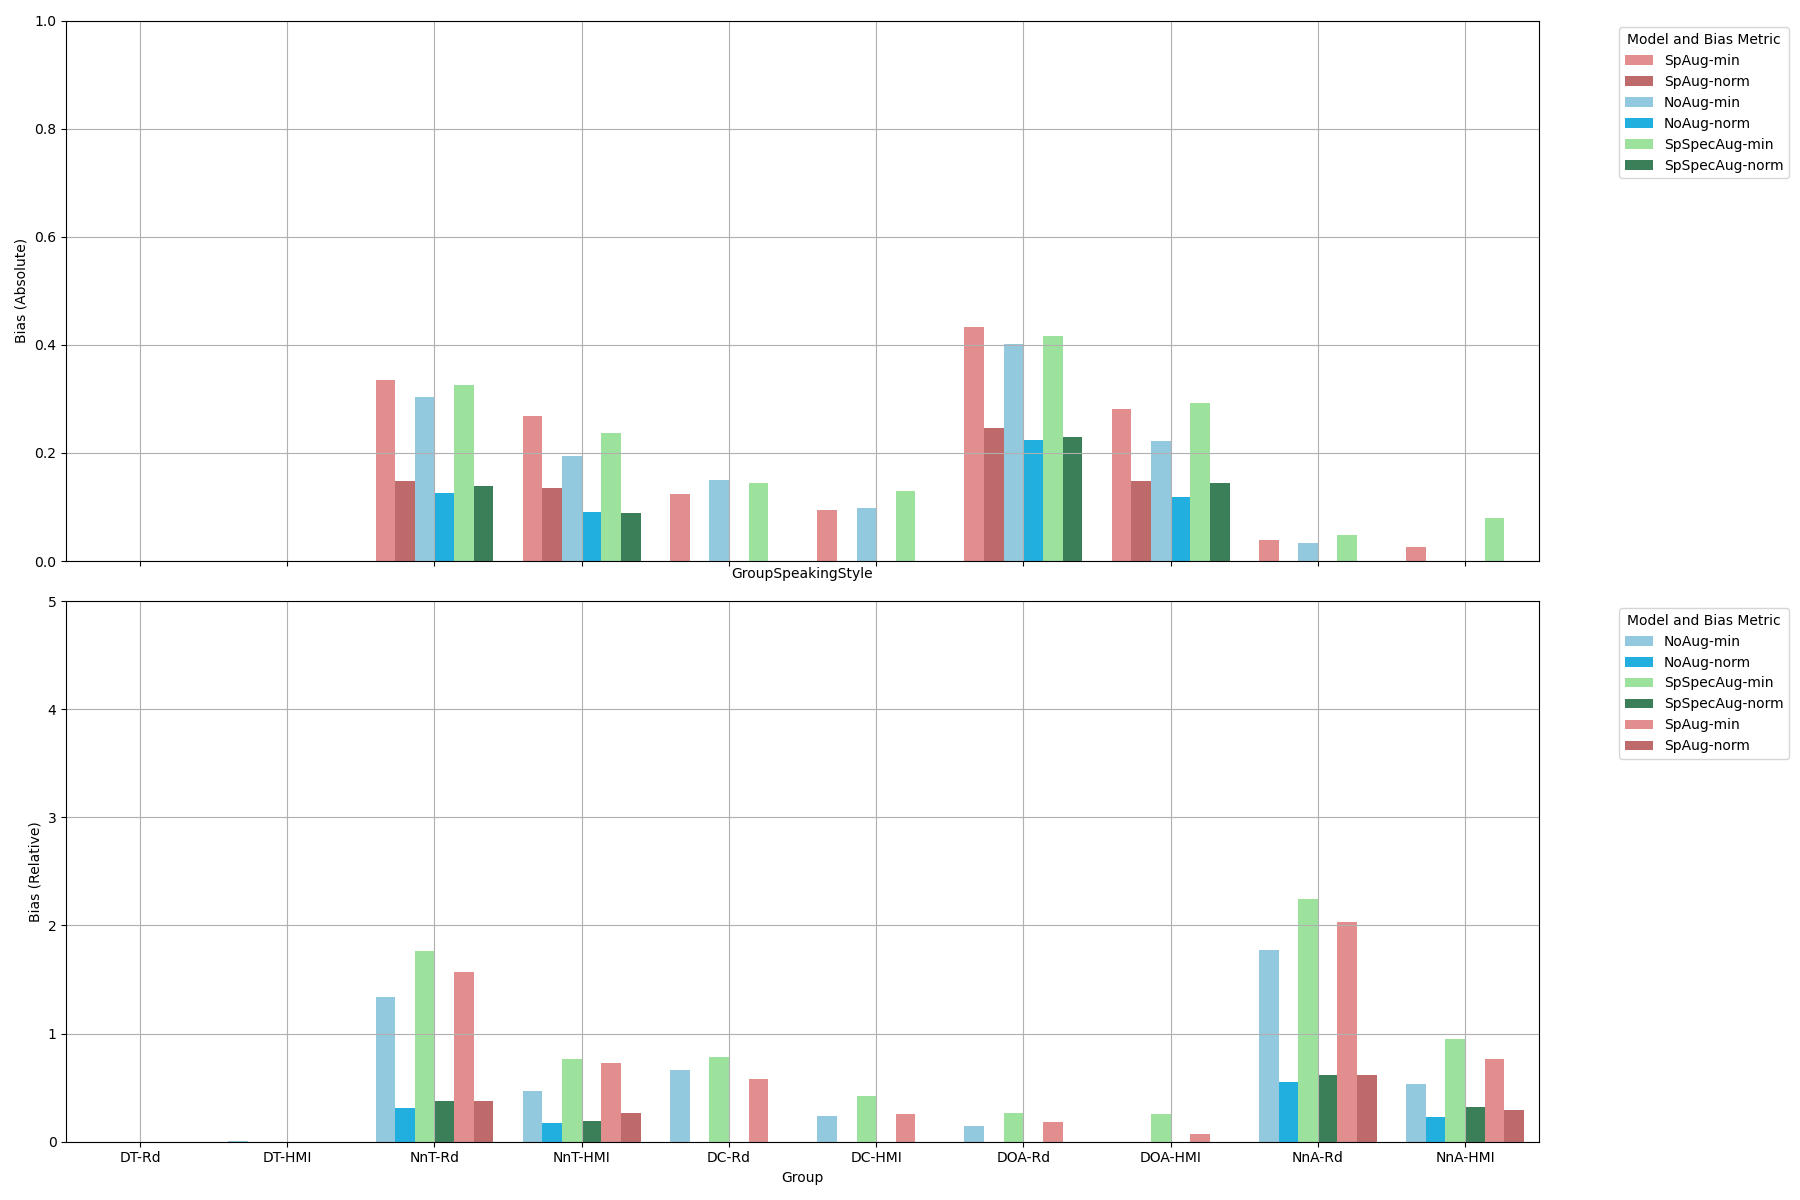 1.0
0.8
0.6
0.4
0.2
0.0
Bias (Absolute)
GroupSpeakingStyle
Model and Bias Metric
SpAug-min
SpAug-norm
NoAug-min
NoAug-norm
SpSpecAug-min
SpSpecAug-norm
5
4
3
2
1
0
Bias (Relative)
DT-Rd DT-HMI NnT-Rd NnT-HMI DC-Rd DC-HMI DOA-Rd DOA-HMI NnA-Rd NnA-HMI
Group
Model and Bias Metric
NoAug-min
NoAug-norm
SpSpecAug-min
SpSpecAug-norm
SpAug-min
SpAug-norm